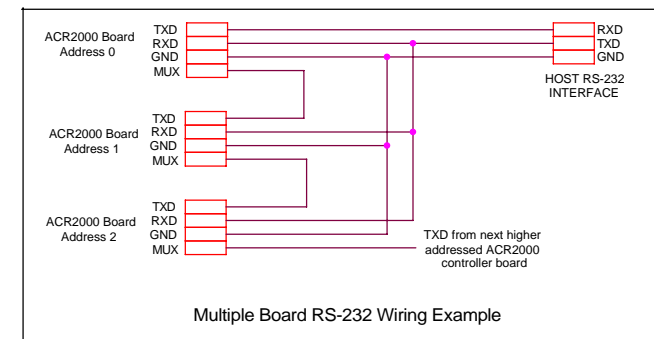 ACR2000 Board
Address 0
TXD
RXD
GND
MUX
RXD
TXD
GND
HOST RS-232
INTERFACE
ACR2000 Board
Address 1
TXD
RXD
GND
MUX
ACR2000 Board
Address 2
TXD
RXD
GND
MUX
TXD from next higher
addressed ACR2000
controller board
Multiple Board RS-232 Wiring Example